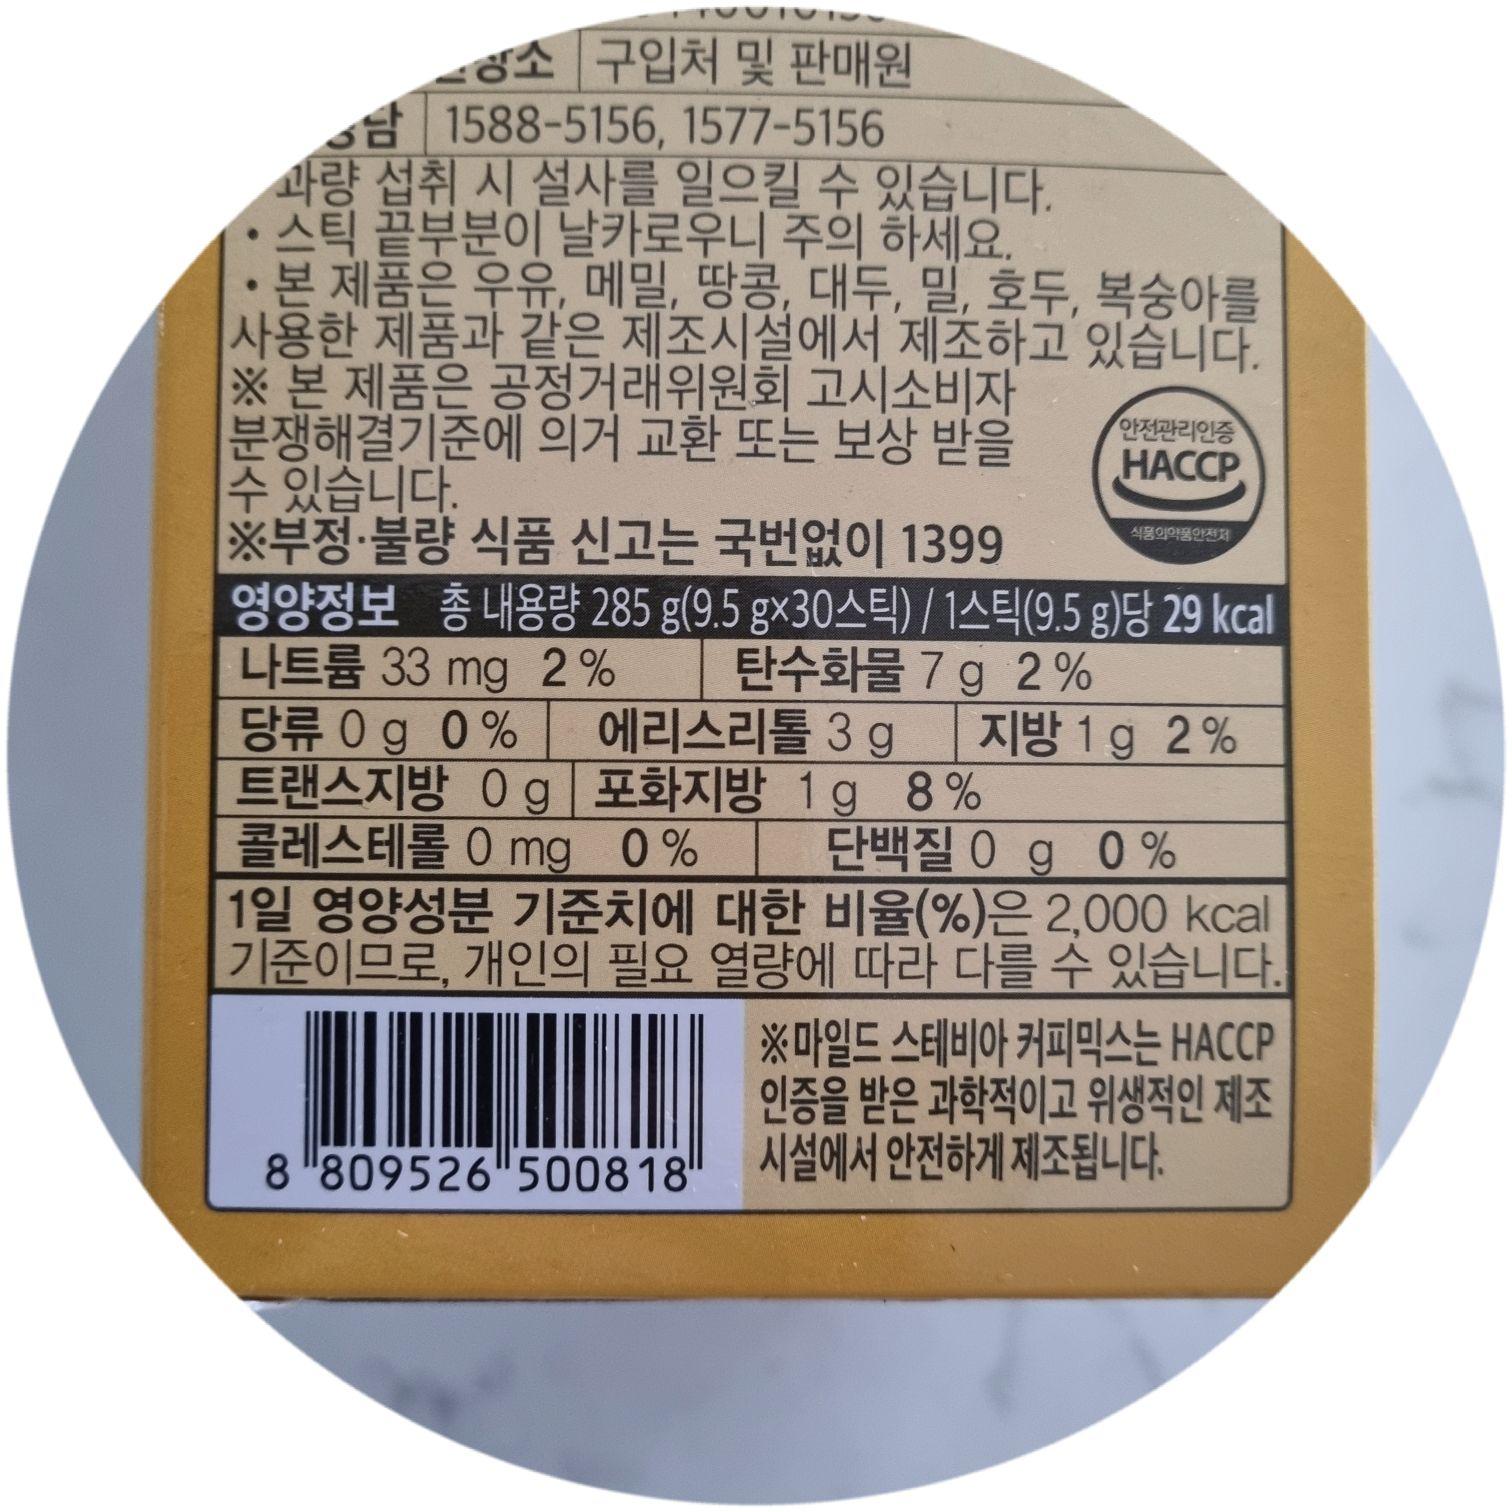 구입처 및 판매원
1588-5156, 1577-5156
과량 섭취 시 설사를 일으킬 수 있습니다.
• 스틱 끝부분이 날카로우니 주의 하세요.
• 본 제품은 우유, 메밀, 땅콩, 대두, 밀, 호두, 복숭아를
사용한 제품과 같은 제조시설에서 제조하고 있습니다.
※ 본 제품은 공정거래위원회 고시소비자
분쟁해결기준에 의거 교환 또는 보상 받을
수 있습니다.
※부정·불량 식품 신고는 국번없이 1399
안전관리인증
HACCP
식품의약품안전처
영양정보 총 내용량 285 g(9.5 g×30스틱) / 1스틱(9.5 g)당 29 kcal
나트륨 33 mg 2 % 탄수화물 7 g 2 %
당류 0 g 0 % 에리스리톨 3 g 지방 1 g 2 %
트랜스지방 0 g 포화지방 1 g 8 %
콜레스테롤 0 mg 0 % 단백질 0 g 0 %
1일 영양성분 기준치에 대한 비율(%)은 2,000 kcal
기준이므로, 개인의 필요 열량에 따라 다를 수 있습니다.
※마일드 스테비아 커피믹스는 HACCP
인증을 받은 과학적이고 위생적인 제조
시설에서 안전하게 제조됩니다.
8 809526 500818